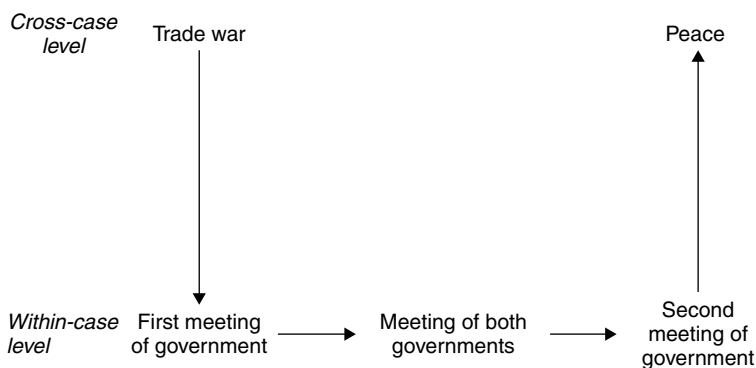 Cross-case
level
Trade war
Peace
Within-case
level
First meeting
of government
Meeting of both
governments
Second
meeting of
government